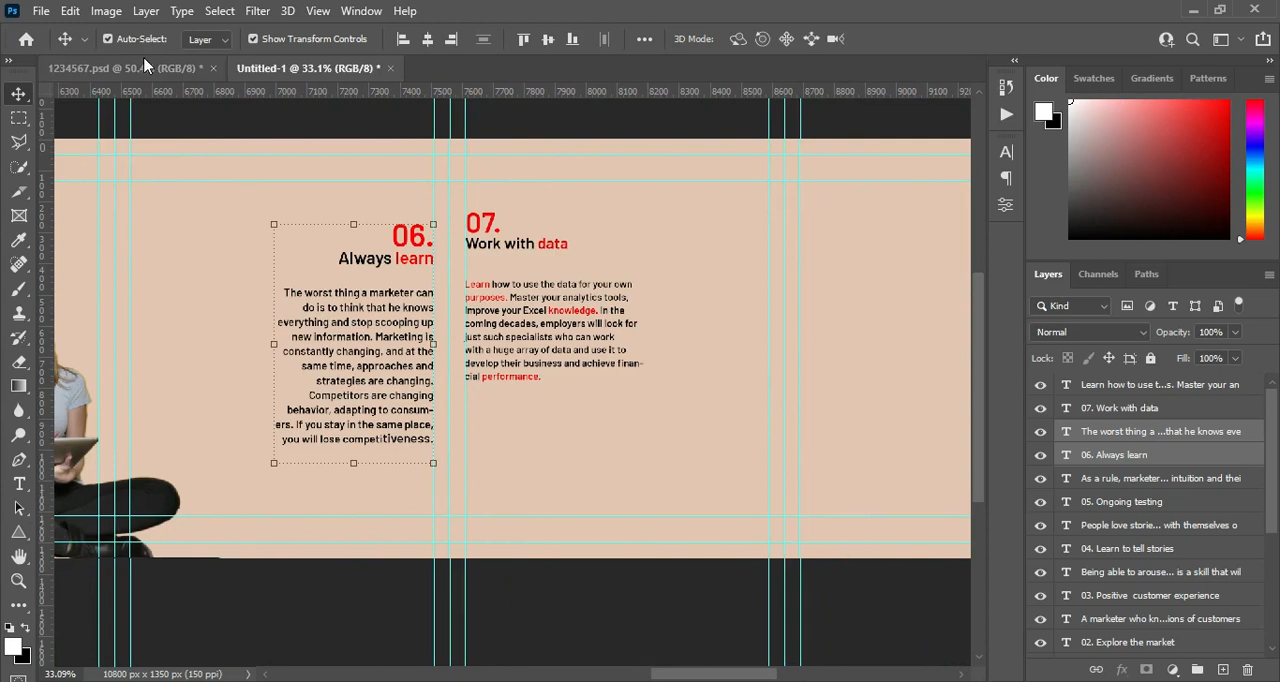 Ps File Edit Image Layer Type Select Filter 3D View Window Help
Auto-Select: Layer Show Transform Controls 3D Mode:
1234567.psd @ 50. (RGB/8) * × Untitled-1 @ 33.1% (RGB/8) * ×
6300 6400 6500 6600 6700 6800 6900 7000 7100 7200 7300 7400 7500 7600 7700 7800 7900 8000 8100 8200 8300 8400 8500 8600 8700 8800 8900 9000 9100
06.
Always learn
The worst thing a marketer can
do is to think that he knows
everything and stop scooping up
new information. Marketing is
constantly changing, and at the
same time, approaches and
strategies are changing.
Competitors are changing
behavior, adapting to consum-
ers. If you stay in the same place,
you will lose competitiveness.
07.
Work with data
Learn how to use the data for your own
purposes. Master your analytics tools,
improve your Excel knowledge. In the
coming decades, employers will look for
just such specialists who can work
with a huge array of data and use it to
develop their business and achieve finan-
cial performance.
Color Swatches Gradients Patterns
Layers Channels Paths
Kind
Normal Opacity: 100%
Lock: Fill: 100%
T Learn how to use t...s. Master your an
T 07. Work with data
T The worst thing a ...that he knows eve
T 06. Always learn
T As a rule, marketer... intuition and thei
T 05. Ongoing testing
T People love storie... with themselves o
T 04. Learn to tell stories
T Being able to arouse... is a skill that wil
T 03. Positive customer experience
T A marketer who kn...ions of customers
T 02. Explore the market
33.09% 10800 px x 1350 px (150 ppi)